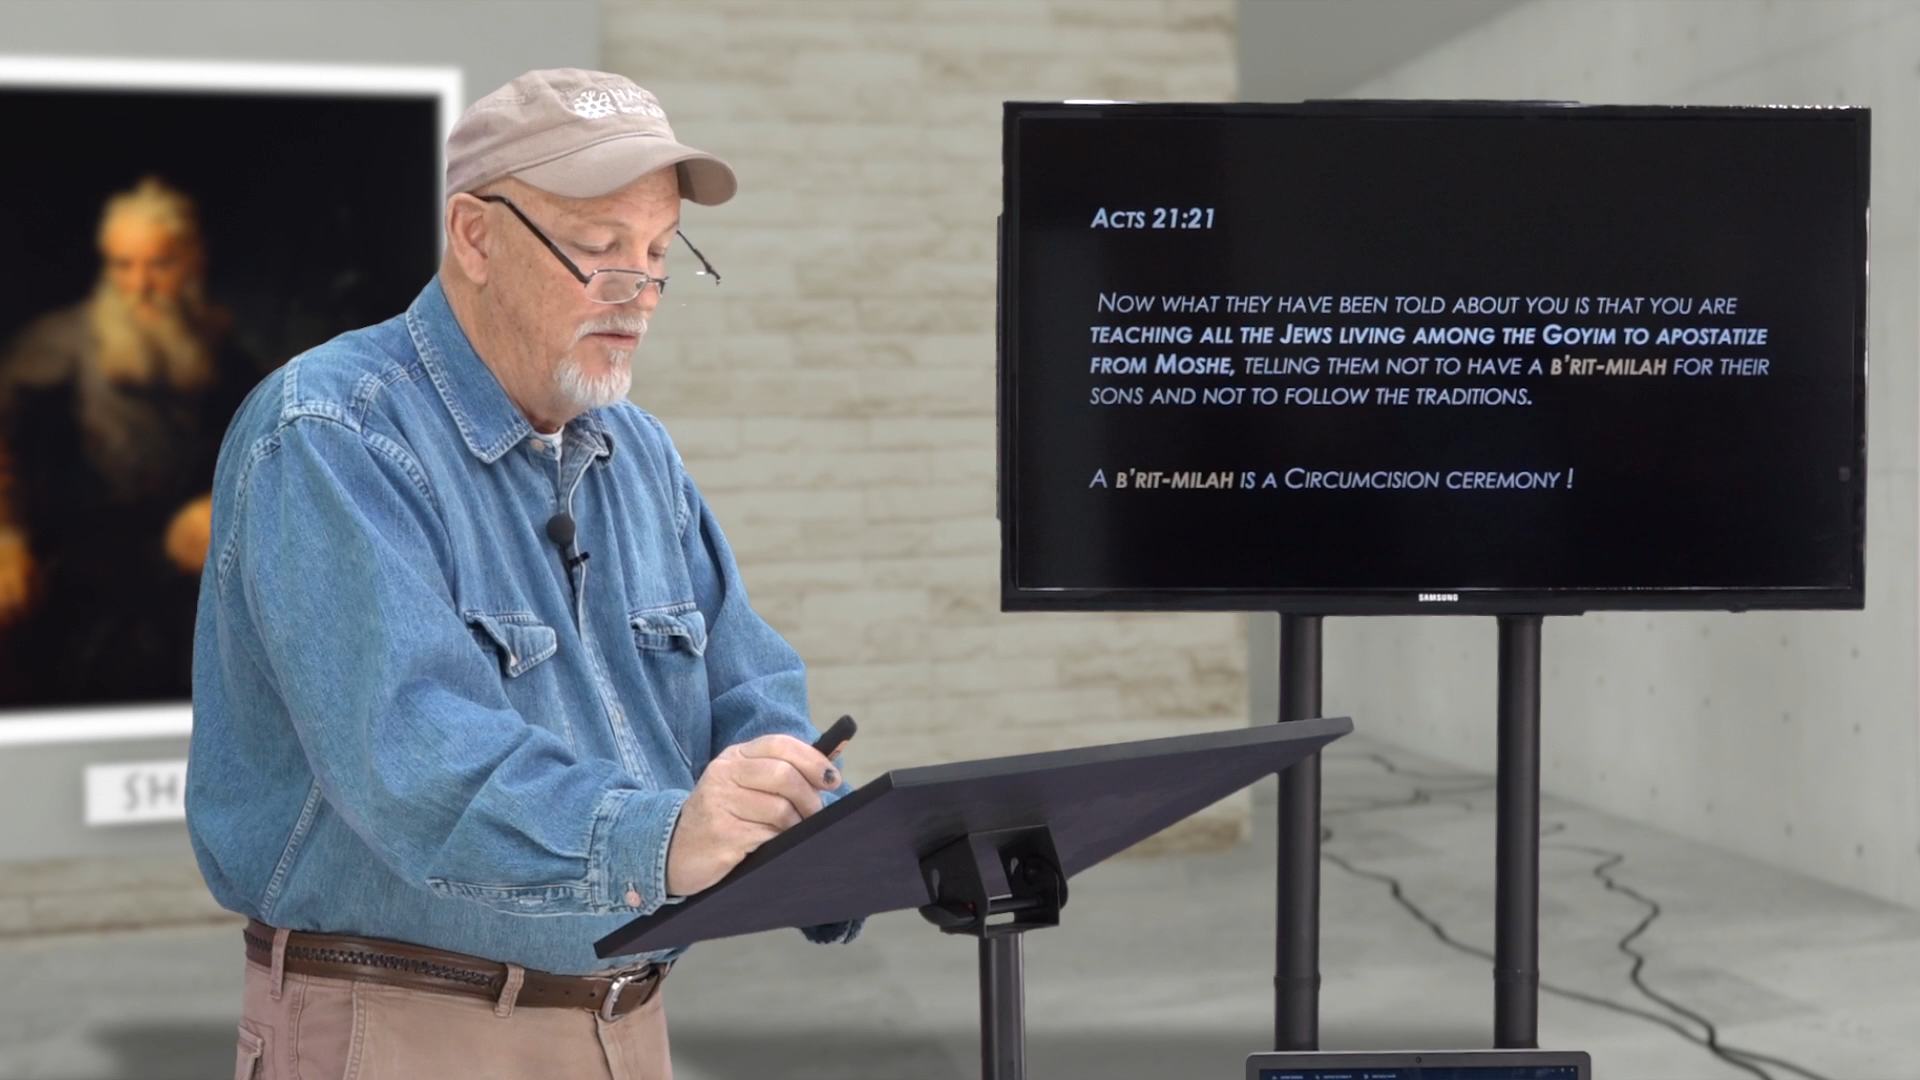 Acts 21:21
Now what they have been told about you is that you are
teaching all the Jews living among the Goyim to apostatize
from Moshe, telling them not to have a b'rit-milah for their
sons and not to follow the traditions.
A b'rit-milah is a Circumcision ceremony !
SAMSUNG
SH